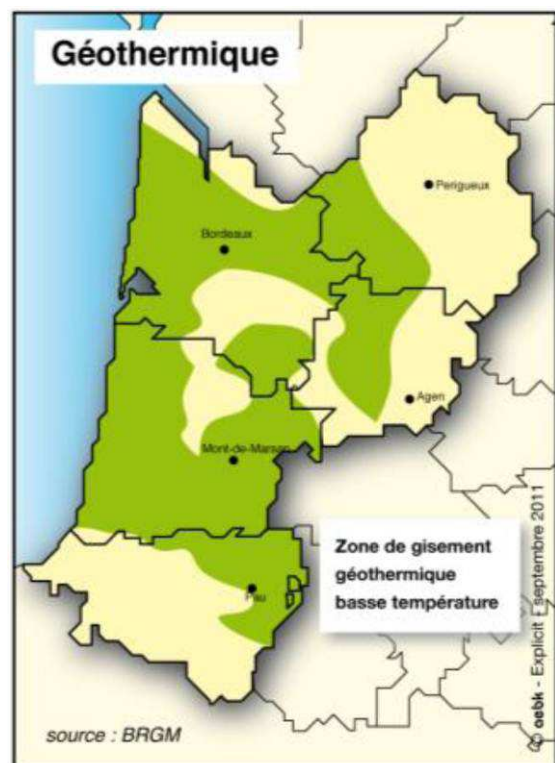 Géothermique
Perigueux
Bordeaux
Agen
Mont-de-Marsan
Zone de gisement
géothermique
basse température
Pau
source : BRGM
© oebk - Explicit - septembre 2011